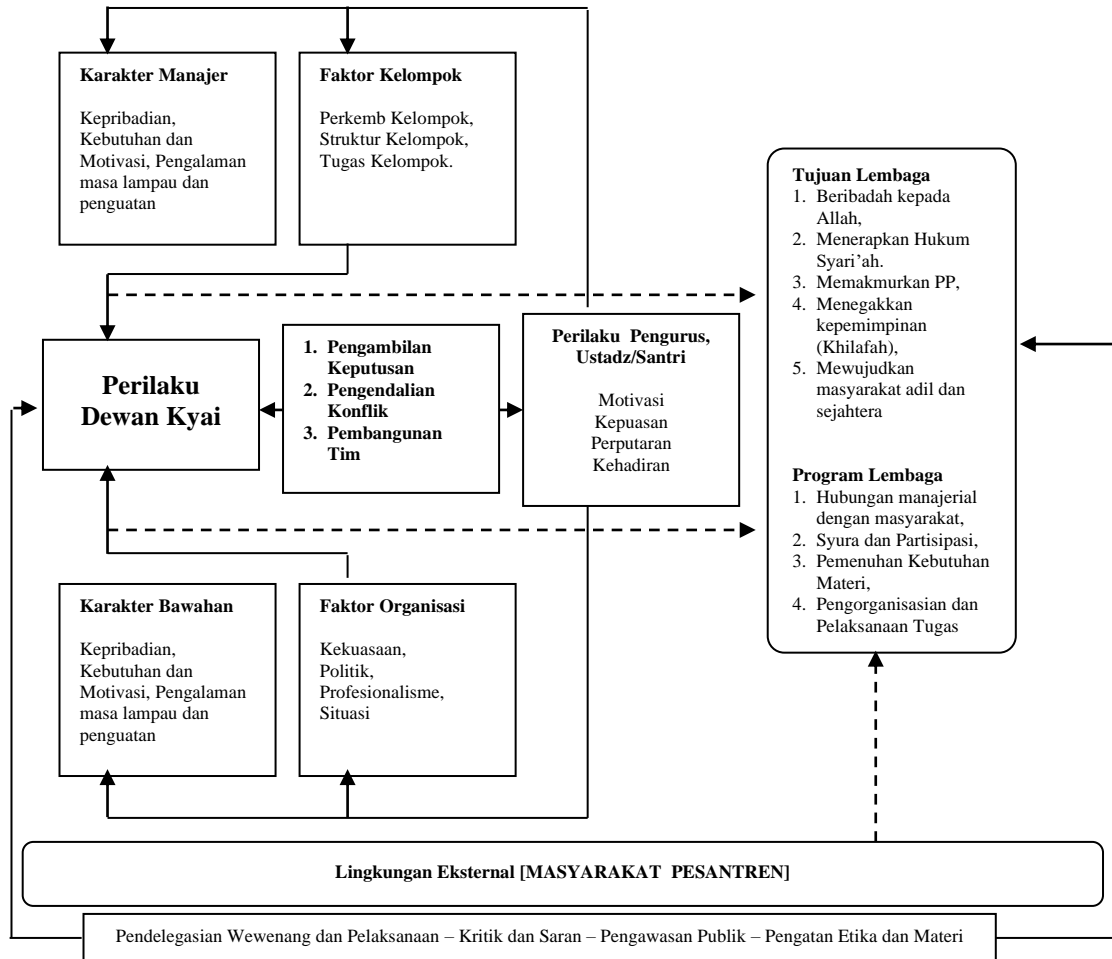 Karakter Manajer
Kepribadian,
Kebutuhan dan
Motivasi, Pengalaman
masa lampau dan
penguatan
Faktor Kelompok
Perkemb Kelompok,
Struktur Kelompok,
Tugas Kelompok.
Tujuan Lembaga
1. Beribadah kepada
Allah,
2. Menerapkan Hukum
Syari’ah.
3. Memakmurkan PP,
4. Menegakkan
kepemimpinan
(Khilafah),
5. Mewujudkan
masyarakat adil dan
sejahtera
Program Lembaga
1. Hubungan manajerial
dengan masyarakat,
2. Syura dan Partisipasi,
3. Pemenuhan Kebutuhan
Materi,
4. Pengorganisasian dan
Pelaksanaan Tugas
Perilaku
Dewan Kyai
1. Pengambilan
Keputusan
2. Pengendalian
Konflik
3. Pembangunan
Tim
Perilaku Pengurus,
Ustadz/Santri
Motivasi
Kepuasan
Perputaran
Kehadiran
Karakter Bawahan
Kepribadian,
Kebutuhan dan
Motivasi, Pengalaman
masa lampau dan
penguatan
Faktor Organisasi
Kekuasaan,
Politik,
Profesionalisme,
Situasi
Lingkungan Eksternal [MASYARAKAT PESANTREN]
Pendelegasian Wewenang dan Pelaksanaan – Kritik dan Saran – Pengawasan Publik – Pengatan Etika dan Materi